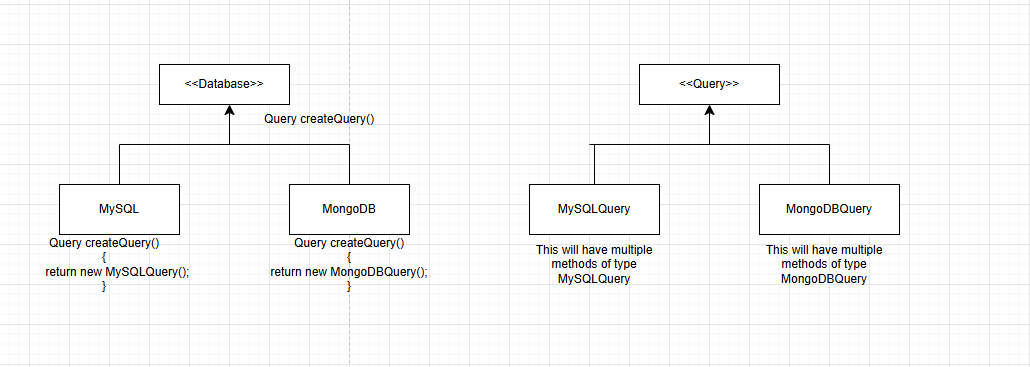 <<Database>>
<<Query>>
Query createQuery()
MySQL
MongoDB
MySQLQuery
MongoDBQuery
Query createQuery()
{
return new MySQLQuery();
}
Query createQuery()
{
return new MongoDBQuery();
}
This will have multiple
methods of type
MySQLQuery
This will have multiple
methods of type
MongoDBQuery